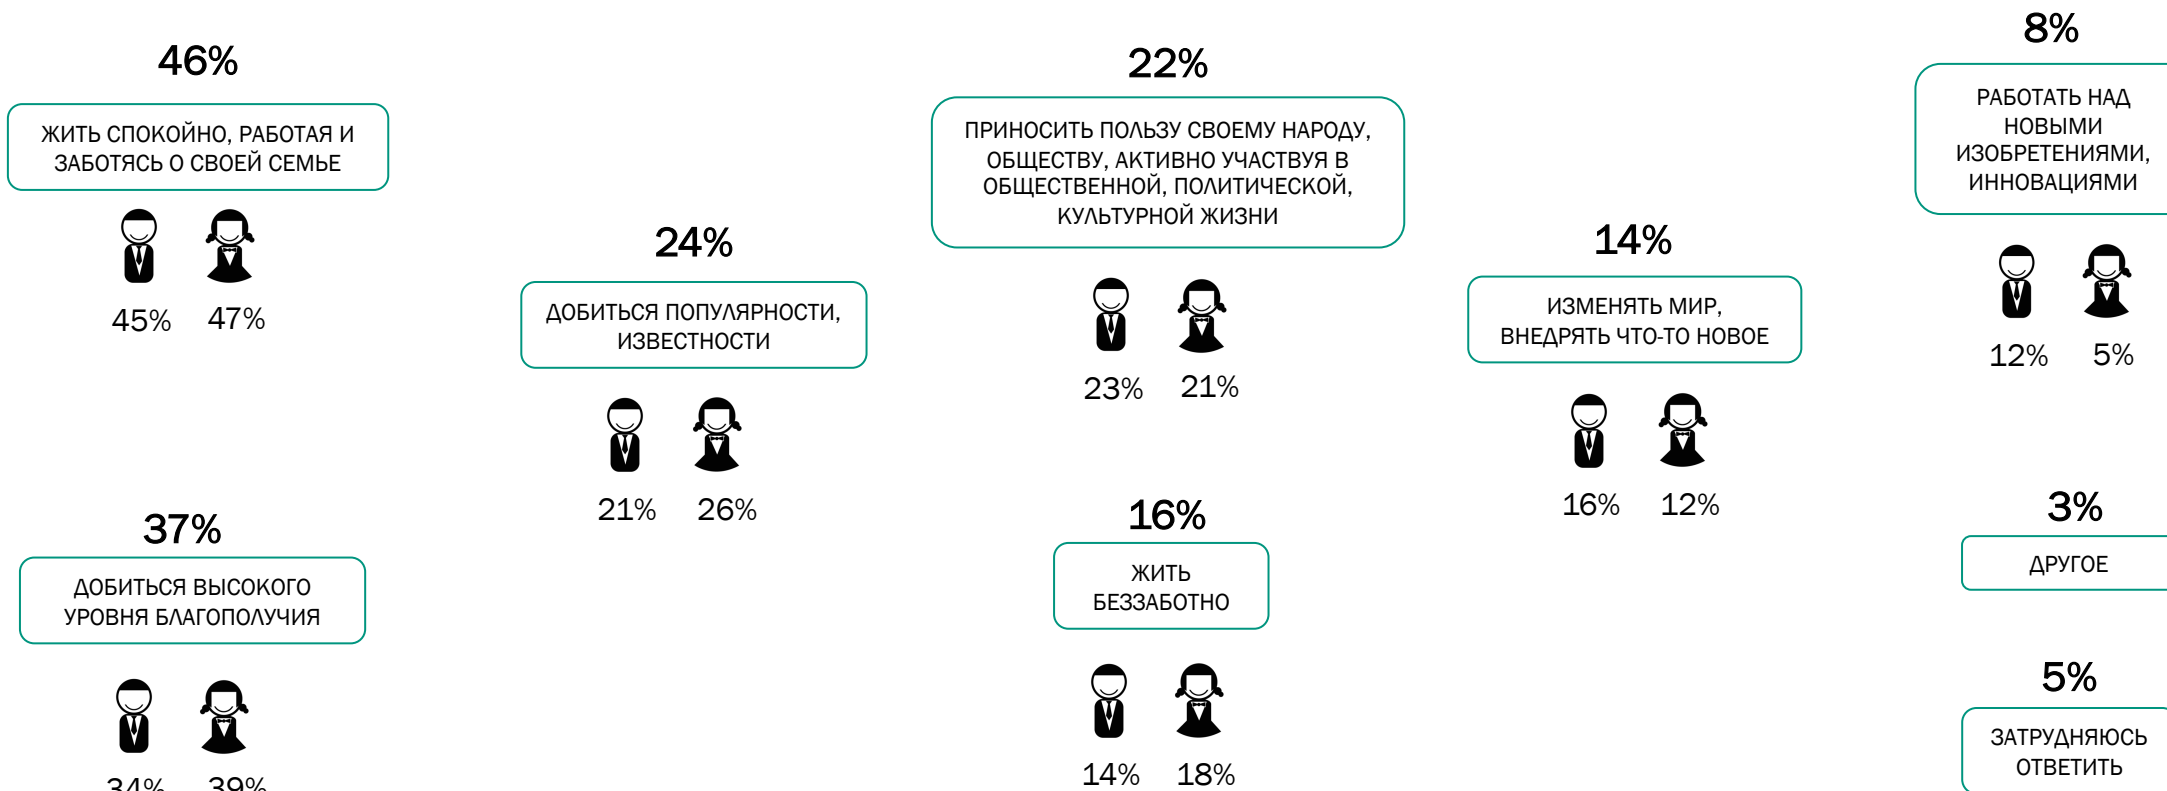 46%
ЖИТЬ СПОКОЙНО, РАБОТАЯ И
ЗАБОТЯСЬ О СВОЕЙ СЕМЬЕ
45% 47%
37%
ДОБИТЬСЯ ВЫСОКОГО
УРОВНЯ БЛАГОПОЛУЧИЯ
34% 39%
24%
ДОБИТЬСЯ ПОПУЛЯРНОСТИ,
ИЗВЕСТНОСТИ
21% 26%
22%
ПРИНОСИТЬ ПОЛЬЗУ СВОЕМУ НАРОДУ,
ОБЩЕСТВУ, АКТИВНО УЧАСТВУЯ В
ОБЩЕСТВЕННОЙ, ПОЛИТИЧЕСКОЙ,
КУЛЬТУРНОЙ ЖИЗНИ
23% 21%
16%
ЖИТЬ
БЕЗЗАБОТНО
14% 18%
14%
ИЗМЕНЯТЬ МИР,
ВНЕДРЯТЬ ЧТО-ТО НОВОЕ
16% 12%
8%
РАБОТАТЬ НАД
НОВЫМИ
ИЗОБРЕТЕНИЯМИ,
ИННОВАЦИЯМИ
12% 5%
3%
ДРУГОЕ
5%
ЗАТРУДНЯЮСЬ
ОТВЕТИТЬ